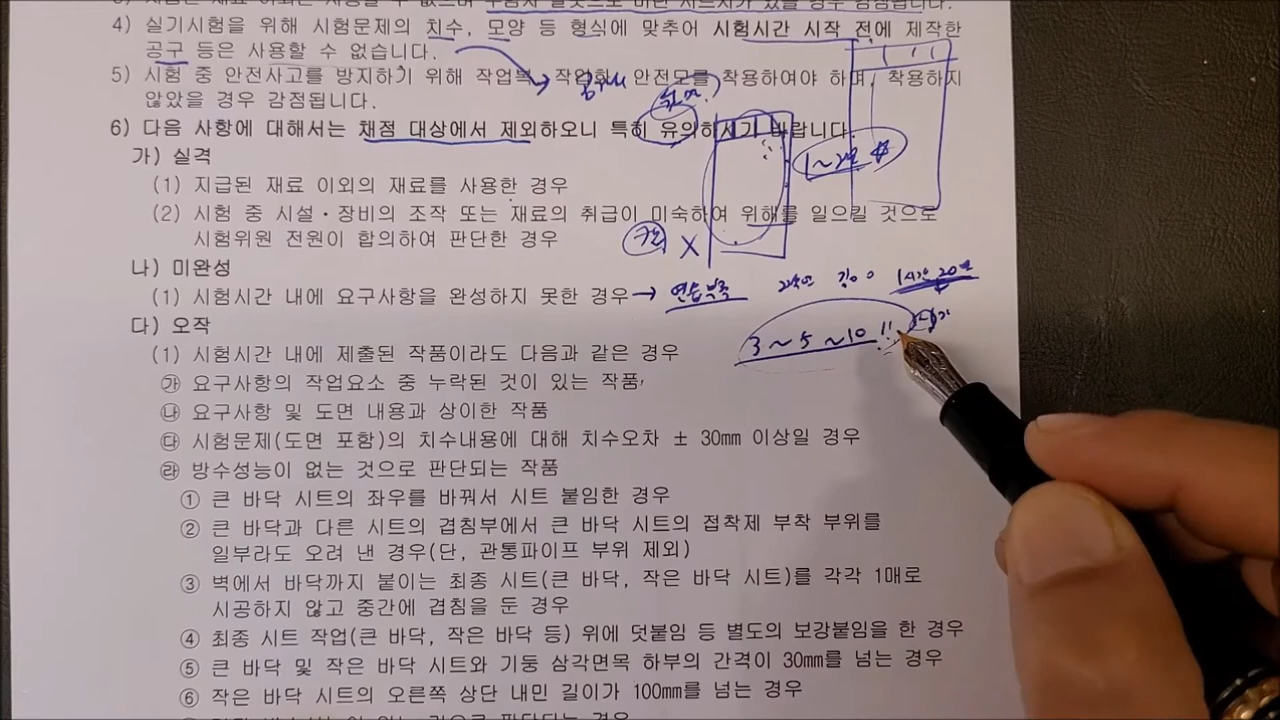 4) 실기시험을 위해 시험문제의 치수, 모양 등 형식에 맞추어 시험시간 시작 전에 제작한
공구 등은 사용할 수 없습니다.
5) 시험 중 안전사고를 방지하기 위해 작업복, 작업화, 안전모를 착용하여야 하며, 착용하지
않았을 경우 감점됩니다.
6) 다음 사항에 대해서는 채점 대상에서 제외하오니 특히 유의하시기 바랍니다.
1~2
가) 실격
(1) 지급된 재료 이외의 재료를 사용한 경우
(2) 시험 중 시설·장비의 조작 또는 재료의 취급이 미숙하여 위해를 일으킬 것으로
시험위원 전원이 합의하여 판단한 경우
X
나) 미완성
(1) 시험시간 내에 요구사항을 완성하지 못한 경우 → 연습부족 1시간 20분
다) 오작
3 ~ 5 ~ 10 !!
(1) 시험시간 내에 제출된 작품이라도 다음과 같은 경우
㉮ 요구사항의 작업요소 중 누락된 것이 있는 작품
㉯ 요구사항 및 도면 내용과 상이한 작품
㉰ 시험문제(도면 포함)의 치수내용에 대해 치수오차 ± 30mm 이상일 경우
㉱ 방수성능이 없는 것으로 판단되는 작품
① 큰 바닥 시트의 좌우를 바꿔서 시트 붙임한 경우
② 큰 바닥과 다른 시트의 겹침부에서 큰 바닥 시트의 접착제 부착 부위를
일부라도 오려 낸 경우(단, 관통파이프 부위 제외)
③ 벽에서 바닥까지 붙이는 최종 시트(큰 바닥, 작은 바닥 시트)를 각각 1매로
시공하지 않고 중간에 겹침을 둔 경우
④ 최종 시트 작업(큰 바닥, 작은 바닥 등) 위에 덧붙임 등 별도의 보강붙임을 한 경우
⑤ 큰 바닥 및 작은 바닥 시트와 기둥 삼각면목 하부의 간격이 30mm를 넘는 경우
⑥ 작은 바닥 시트의 오른쪽 상단 내민 길이가 100mm를 넘는 경우